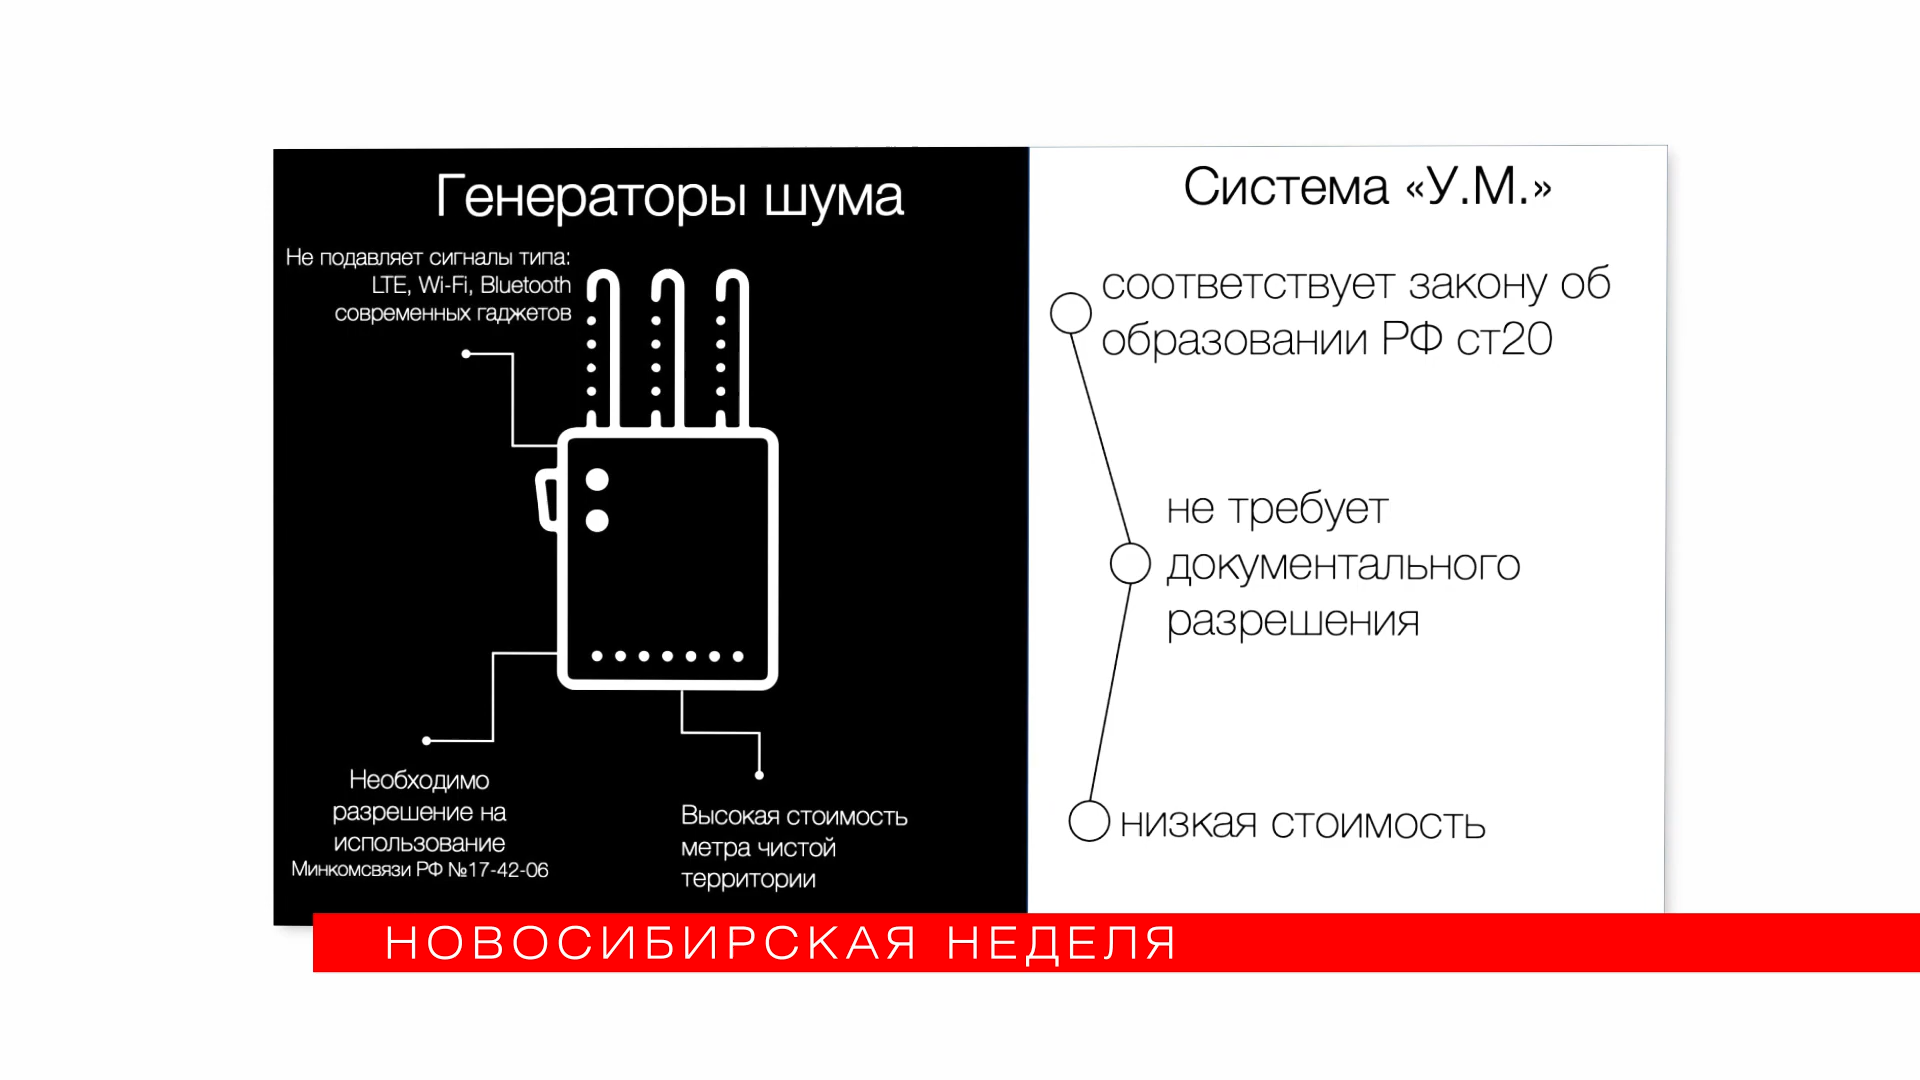 Генераторы шума
Не подавляет сигналы типа:
LTE, Wi-Fi, Bluetooth
современных гаджетов
Необходимо
разрешение на
использование
Минкомсвязи РФ №17-42-06
Высокая стоимость
метра чистой
территории
Система «У.М.»
соответствует закону об
образовании РФ ст20
не требует
документального
разрешения
низкая стоимость
НОВОСИБИРСКАЯ НЕДЕЛЯ